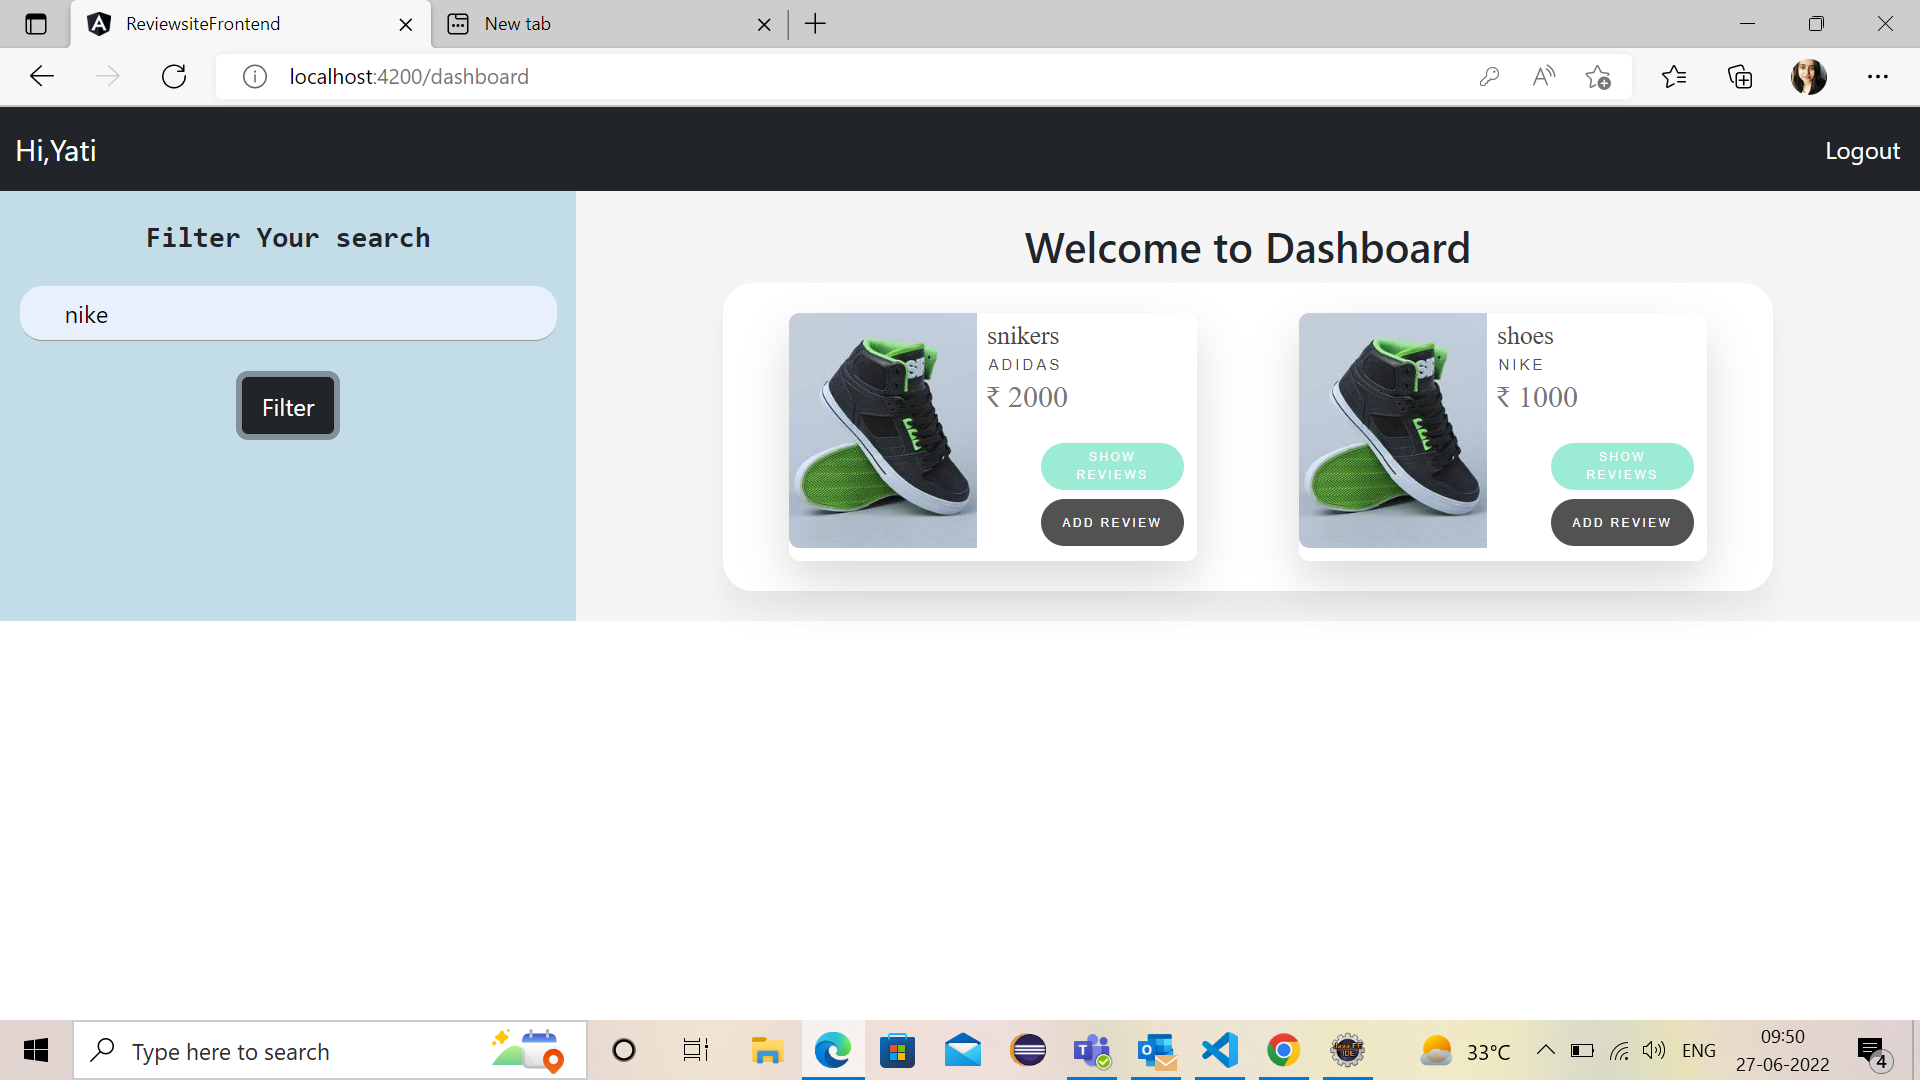 ReviewsiteFrontend
New tab
localhost:4200/dashboard
Hi,Yati
Logout
Filter Your search
nike
Filter
Welcome to Dashboard
snikers
ADIDAS
₹ 2000
SHOW
REVIEWS
ADD REVIEW
shoes
NIKE
₹ 1000
SHOW
REVIEWS
ADD REVIEW
Type here to search
33°C
ENG
09:50
27-06-2022
4